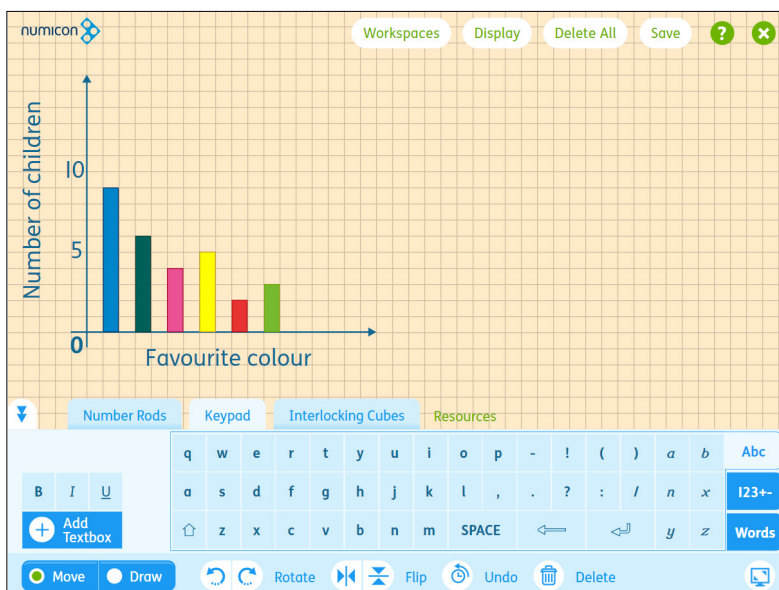 numicon
Workspaces Display Delete All Save ? ×
Number of children
10
5
0
Favourite colour
Number Rods Keypad Interlocking Cubes Resources
q w e r t y u i o p - ! ( ) a b Abc
B I U a s d f g h j k l , . ? : / n x 123+-
+ Add Textbox z x c v b n m SPACE y z Words
Move Draw Rotate Flip Undo Delete